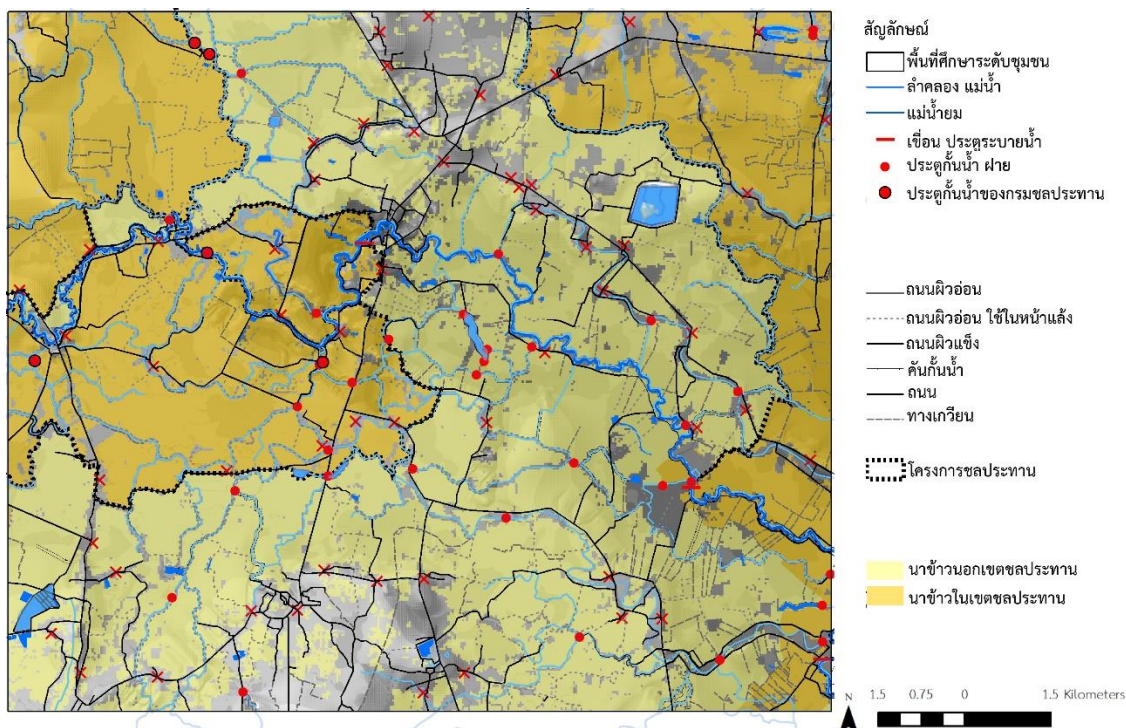 สัญลักษณ์
พื้นที่ศึกษาระดับชุมชน
ลำคลอง แม่น้ำ
แม่น้ำยม
เขื่อน ประตูระบายน้ำ
ประตูกั้นน้ำ ฝาย
ประตูกั้นน้ำของกรมชลประทาน
ถนนผิวอ่อน
ถนนผิวอ่อน ใช้ในหน้าแล้ง
ถนนผิวแข็ง
คันกั้นน้ำ
ถนน
ทางเกวียน
โครงการชลประทาน
นาข้าวนอกเขตชลประทาน
นาข้าวในเขตชลประทาน
N 1.5 0.75 0 1.5 Kilometers